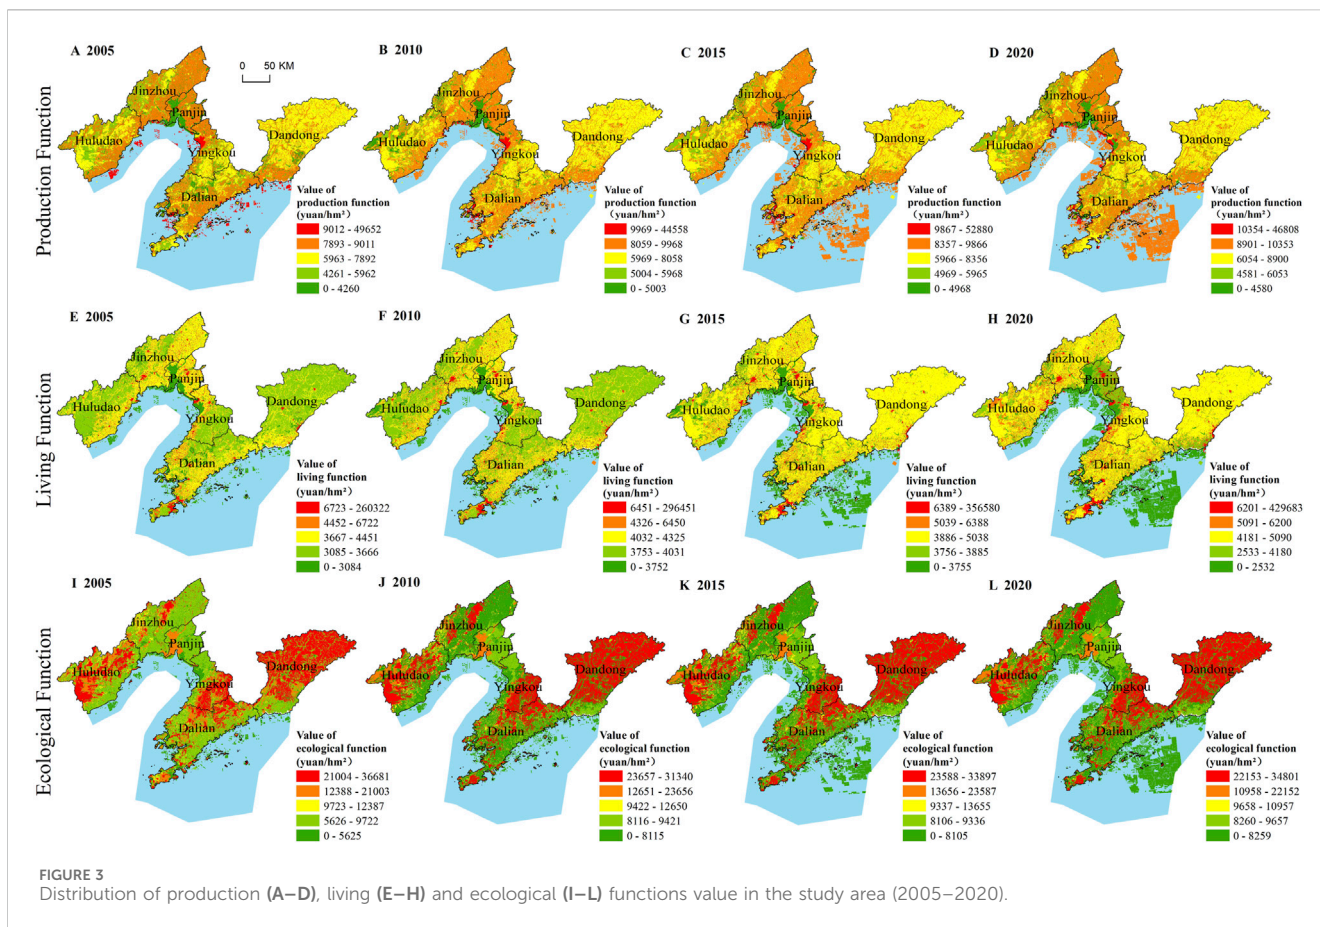 Production Function
A 2005
0 50 KM
Jinzhou
Panjin
Huludao
Dandong
Yingkou
Dalian
Value of
production function
(yuan/hm²)
9012 - 49652
7893 - 9011
5963 - 7892
4261 - 5962
0 - 4260
B 2010
Jinzhou
Panjin
Huludao
Dandong
Yingkou
Dalian
Value of
production function
(yuan/hm²)
9969 - 44558
8059 - 9968
5969 - 8058
5004 - 5968
0 - 5003
C 2015
Jinzhou
Panjin
Huludao
Dandong
Yingkou
Dalian
Value of
production function
(yuan/hm²)
9867 - 52880
8357 - 9866
5966 - 8356
4969 - 5965
0 - 4968
D 2020
Jinzhou
Panjin
Huludao
Dandong
Yingkou
Dalian
Value of
production function
(yuan/hm²)
10354 - 46808
8901 - 10353
6054 - 8900
4581 - 6053
0 - 4580
Living Function
E 2005
Jinzhou
Panjin
Huludao
Dandong
Yingkou
Dalian
Value of
living function
(yuan/hm²)
6723 - 260322
4452 - 6722
3667 - 4451
3085 - 3666
0 - 3084
F 2010
Jinzhou
Panjin
Huludao
Dandong
Yingkou
Dalian
Value of
living function
(yuan/hm²)
6451 - 296451
4326 - 6450
4032 - 4325
3753 - 4031
0 - 3752
G 2015
Jinzhou
Panjin
Huludao
Dandong
Yingkou
Dalian
Value of
living function
(yuan/hm²)
6389 - 356580
5039 - 6388
3886 - 5038
3756 - 3885
0 - 3755
H 2020
Jinzhou
Panjin
Huludao
Dandong
Yingkou
Dalian
Value of
living function
(yuan/hm²)
6201 - 429683
5091 - 6200
4181 - 5090
2533 - 4180
0 - 2532
Ecological Function
I 2005
Jinzhou
Panjin
Huludao
Dandong
Yingkou
Dalian
Value of
ecological function
(yuan/hm²)
21004 - 36681
12388 - 21003
9723 - 12387
5626 - 9722
0 - 5625
J 2010
Jinzhou
Panjin
Huludao
Dandong
Yingkou
Dalian
Value of
ecological function
(yuan/hm²)
23657 - 31340
12651 - 23656
9422 - 12650
8116 - 9421
0 - 8115
K 2015
Jinzhou
Panjin
Huludao
Dandong
Yingkou
Dalian
Value of
ecological function
(yuan/hm²)
23588 - 33897
13656 - 23587
9337 - 13655
8106 - 9336
0 - 8105
L 2020
Jinzhou
Panjin
Huludao
Dandong
Yingkou
Dalian
Value of
ecological function
(yuan/hm²)
22153 - 34801
10958 - 22152
9658 - 10957
8260 - 9657
0 - 8259
FIGURE 3
Distribution of production (A–D), living (E–H) and ecological (I–L) functions value in the study area (2005–2020).